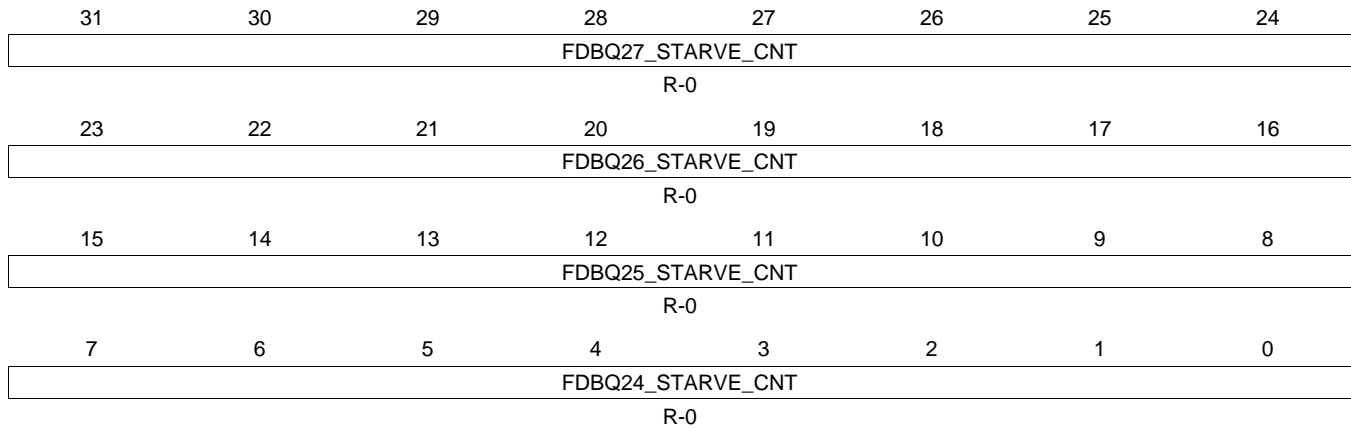 31 30 29 28 27 26 25 24
FDBQ27_STARVE_CNT
R-0
23 22 21 20 19 18 17 16
FDBQ26_STARVE_CNT
R-0
15 14 13 12 11 10 9 8
FDBQ25_STARVE_CNT
R-0
7 6 5 4 3 2 1 0
FDBQ24_STARVE_CNT
R-0